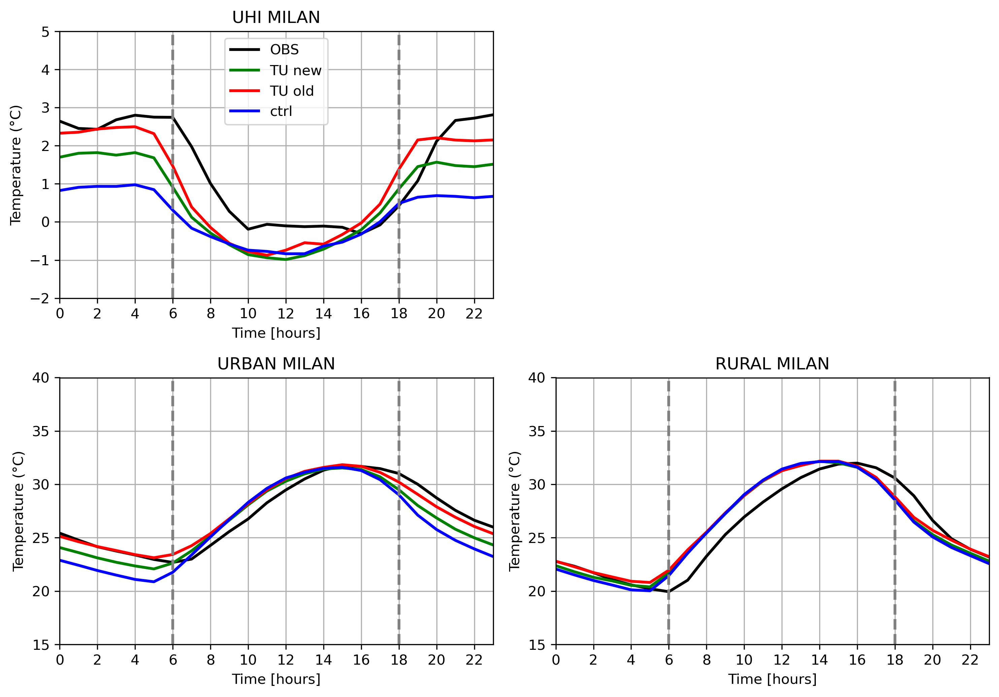 UHI MILAN
5
4
3
2
1
0
−1
−2
Temperature (°C)
OBS
TU new
TU old
ctrl
0 2 4 6 8 10 12 14 16 18 20 22
Time [hours]
URBAN MILAN
40
35
30
25
20
15
Temperature (°C)
0 2 4 6 8 10 12 14 16 18 20 22
Time [hours]
RURAL MILAN
40
35
30
25
20
15
Temperature (°C)
0 2 4 6 8 10 12 14 16 18 20 22
Time [hours]